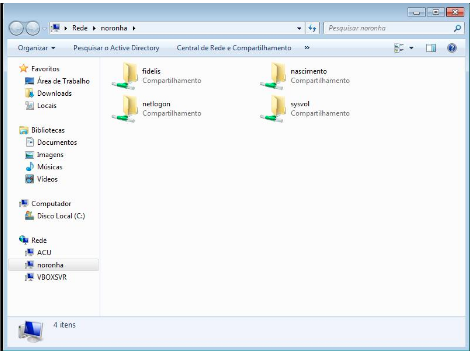 Rede ▸ noronha ▸
Pesquisar noronha
Organizar ▾ Pesquisar o Active Directory Central de Rede e Compartilhamento »
Favoritos
Área de Trabalho
Downloads
Locais
Bibliotecas
Documentos
Imagens
Músicas
Vídeos
Computador
Disco Local (C:)
Rede
ACU
noronha
VBOXSVR
fidelis
Compartilhamento
nascimento
Compartilhamento
netlogon
Compartilhamento
sysvol
Compartilhamento
4 itens